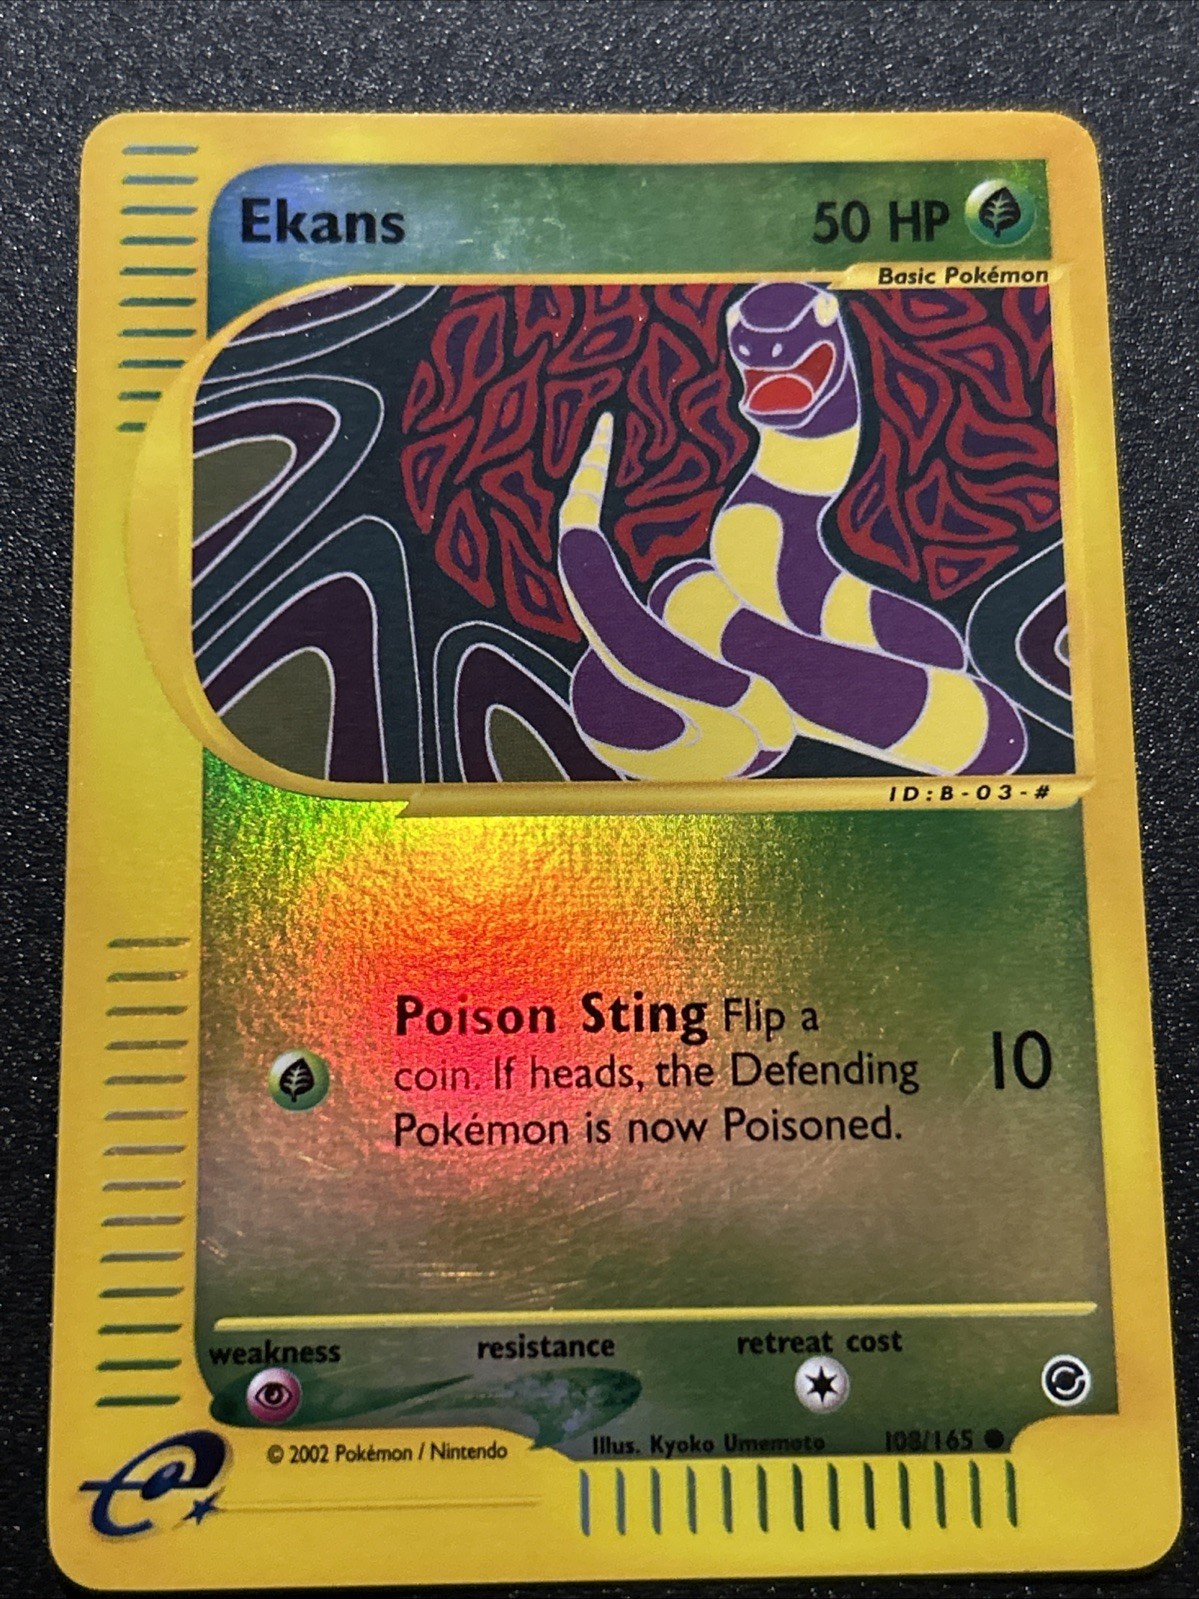 Ekans
50 HP
Basic Pokémon
ID:B-03-#
Poison Sting Flip a
coin. If heads, the Defending
Pokémon is now Poisoned.
10
weakness resistance retreat cost
© 2002 Pokémon / Nintendo
Illus. Kyoko Umemoto 108/165
e